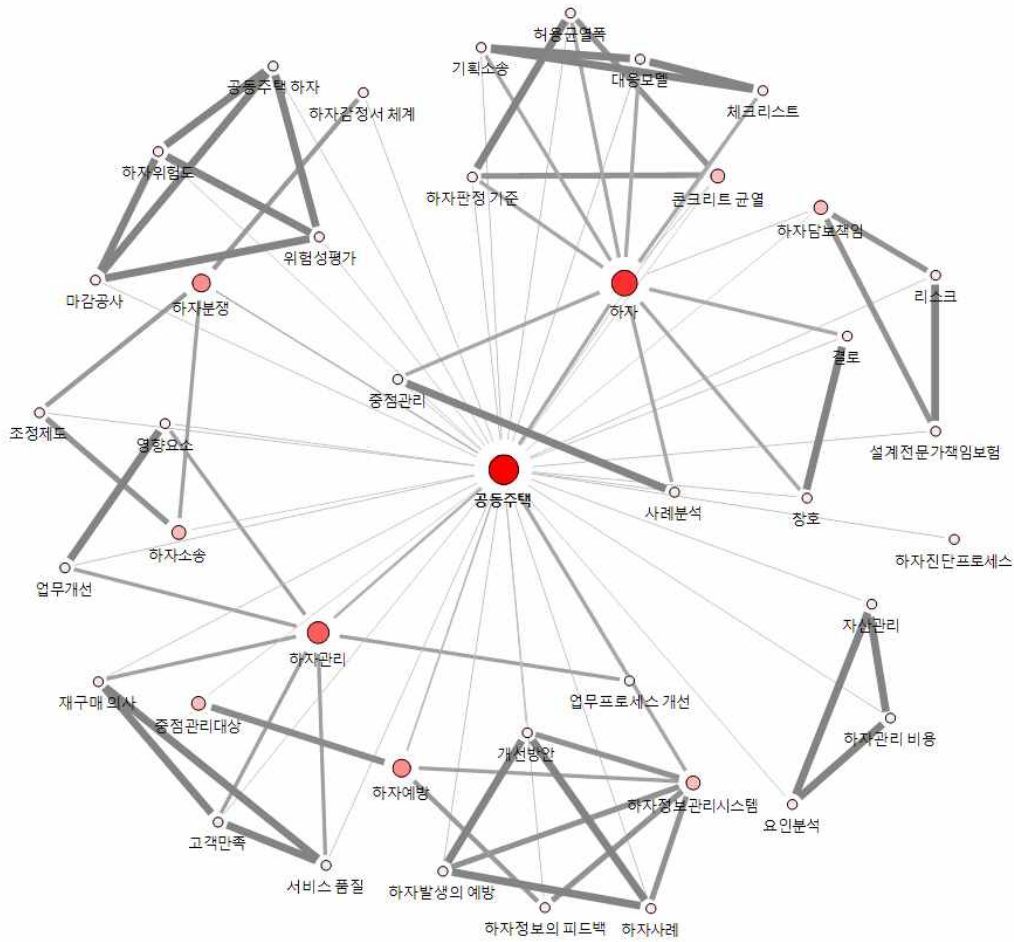 허용균열폭
기획소송
대응모델
공동주택 하자
하자감정서 체계
체크리스트
하자위험도
하자판정 기준
콘크리트 균열
하자담보책임
위험성평가
마감공사
하자분쟁
하자
리스크
결로
중점관리
조정제도
영향요소
설계전문가책임보험
공동주택
사례분석
창호
하자소송
하자진단프로세스
업무개선
자산관리
하자관리
재구매 의사
중점관리대상
업무프로세스 개선
하자관리 비용
개선방안
하자예방
하자정보관리시스템
요인분석
고객만족
서비스 품질
하자발생의 예방
하자정보의 피드백
하자사례